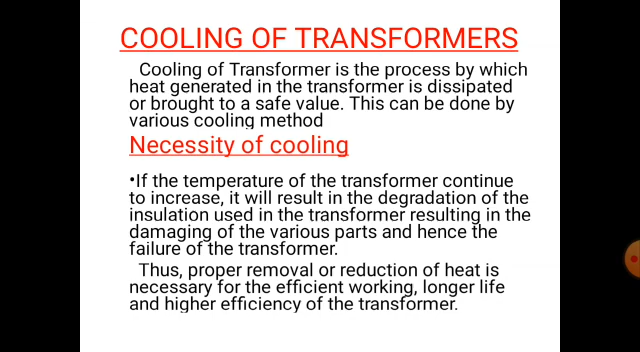 COOLING OF TRANSFORMERS
Cooling of Transformer is the process by which
heat generated in the transformer is dissipated
or brought to a safe value. This can be done by
various cooling method
Necessity of cooling
•If the temperature of the transformer continue
to increase, it will result in the degradation of the
insulation used in the transformer resulting in the
damaging of the various parts and hence the
failure of the transformer.
Thus, proper removal or reduction of heat is
necessary for the efficient working, longer life
and higher efficiency of the transformer.